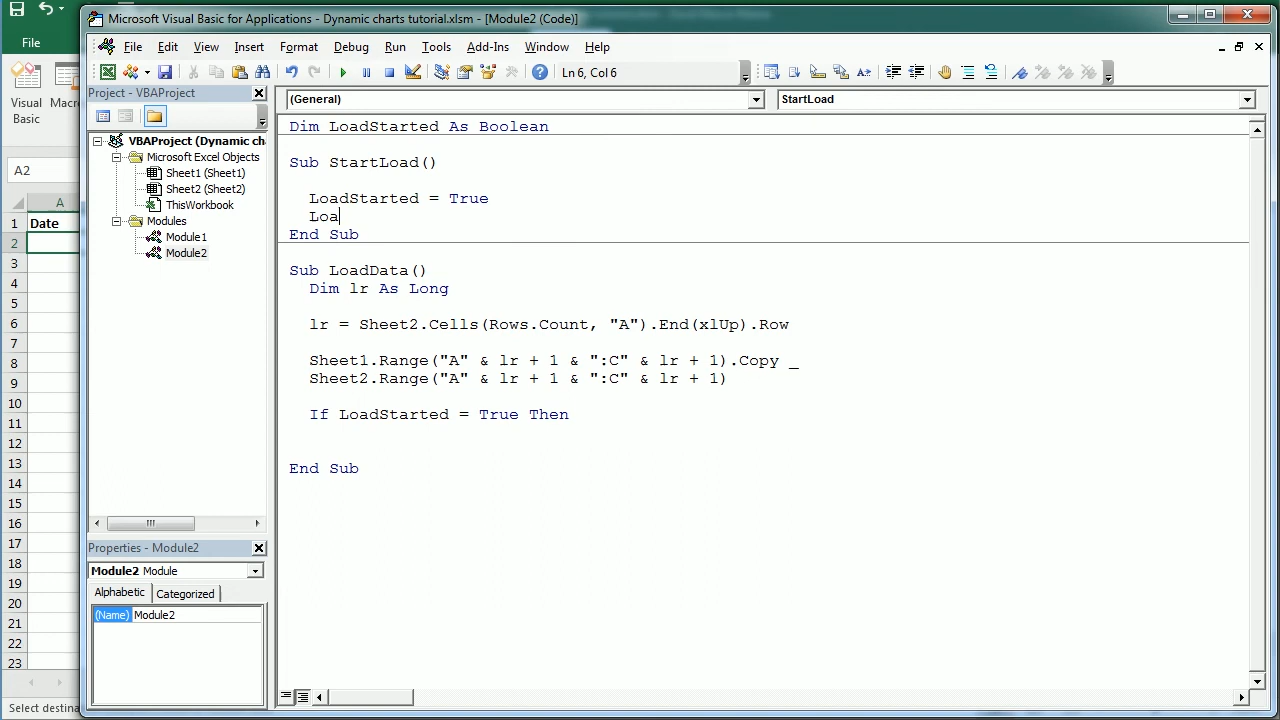 Microsoft Visual Basic for Applications - Dynamic charts tutorial.xlsm - [Module2 (Code)]
File
File Edit View Insert Format Debug Run Tools Add-Ins Window Help
Visual Basic
Macro
Ln 6, Col 6
Project - VBAProject
(General)
StartLoad
VBAProject (Dynamic cha
Microsoft Excel Objects
Sheet1 (Sheet1)
Sheet2 (Sheet2)
ThisWorkbook
Modules
Module1
Module2
A2
A
1 Date
2
3
4
5
6
7
8
9
10
11
12
13
14
15
16
17
18
19
20
21
22
23
Select destina
Dim LoadStarted As Boolean
Sub StartLoad()
LoadStarted = True
Loa
End Sub
Sub LoadData()
Dim lr As Long
lr = Sheet2.Cells(Rows.Count, "A").End(xlUp).Row
Sheet1.Range("A" & lr + 1 & ":C" & lr + 1).Copy _
Sheet2.Range("A" & lr + 1 & ":C" & lr + 1)
If LoadStarted = True Then
End Sub
Properties - Module2
Module2 Module
Alphabetic Categorized
(Name) Module2